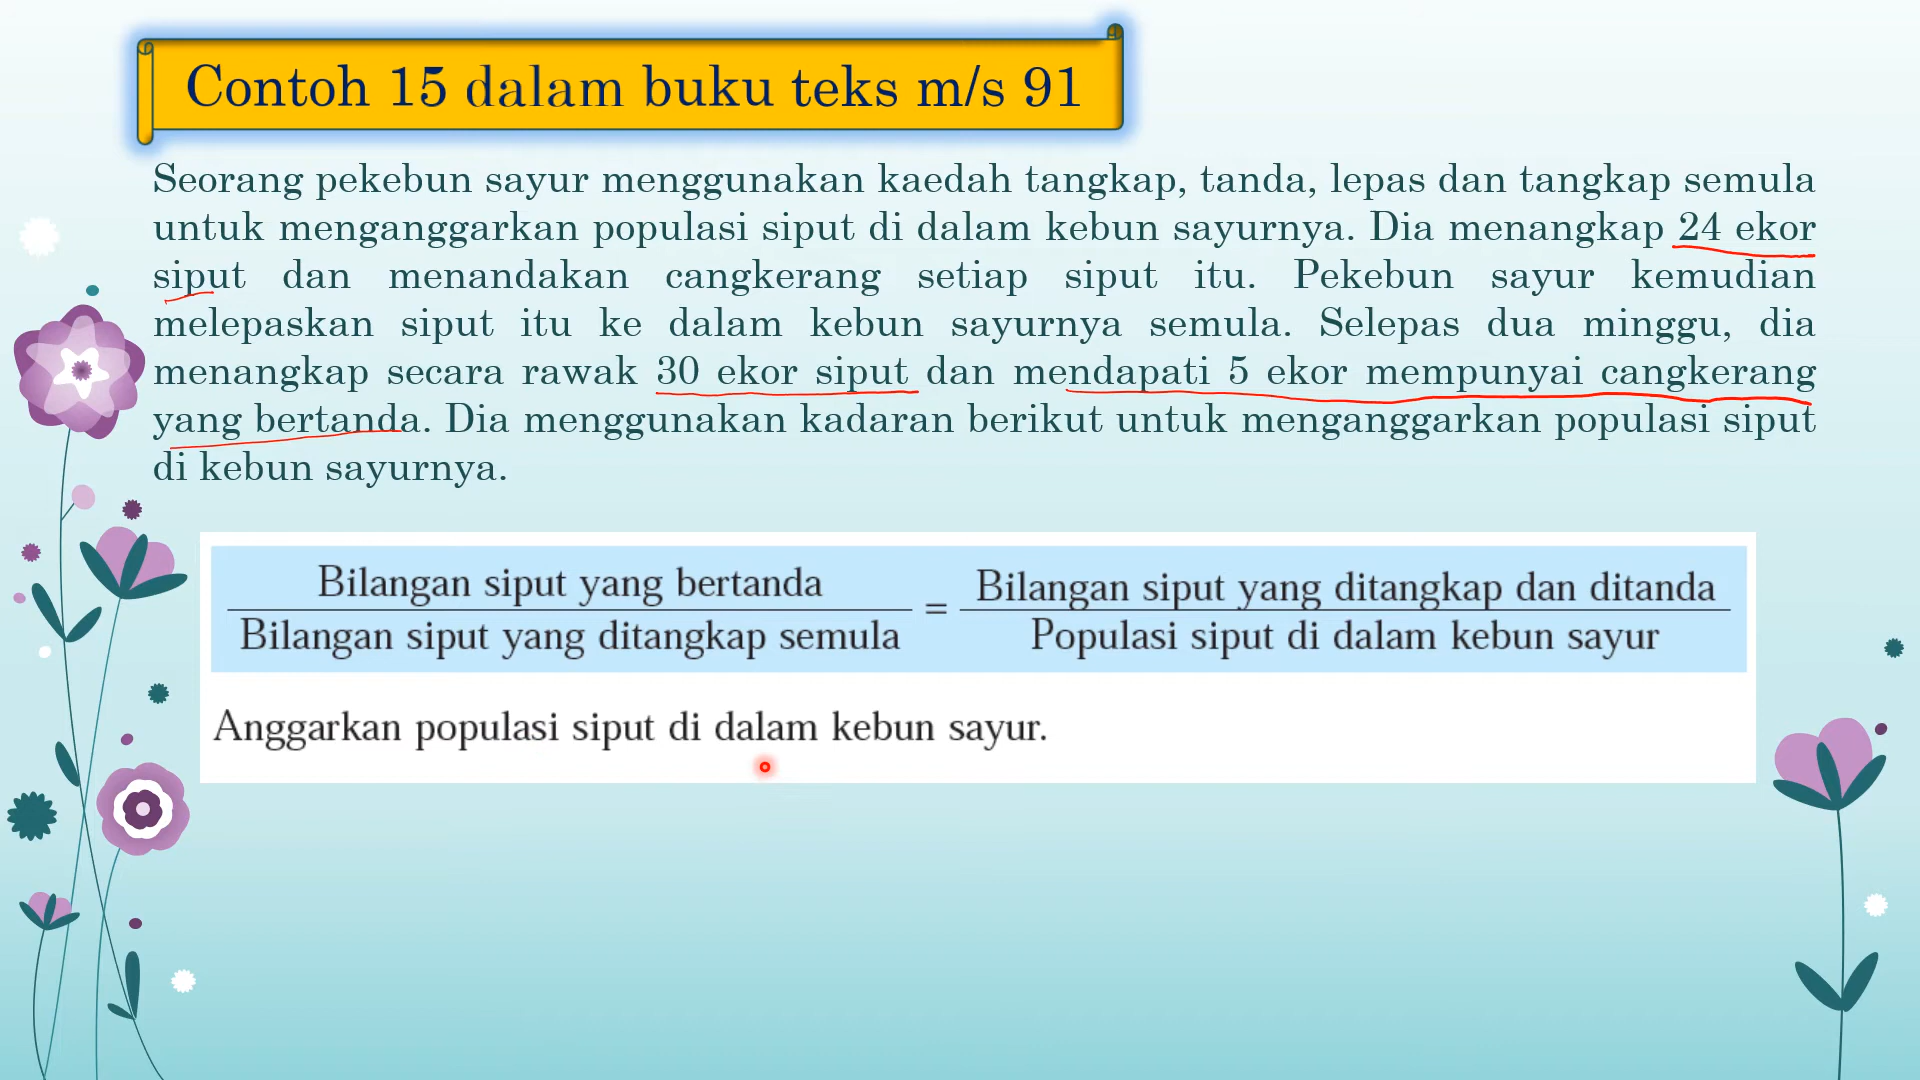 Contoh 15 dalam buku teks m/s 91
Seorang pekebun sayur menggunakan kaedah tangkap, tanda, lepas dan tangkap semula
untuk menganggarkan populasi siput di dalam kebun sayurnya. Dia menangkap 24 ekor
siput dan menandakan cangkerang setiap siput itu. Pekebun sayur kemudian
melepaskan siput itu ke dalam kebun sayurnya semula. Selepas dua minggu, dia
menangkap secara rawak 30 ekor siput dan mendapati 5 ekor mempunyai cangkerang
yang bertanda. Dia menggunakan kadaran berikut untuk menganggarkan populasi siput
di kebun sayurnya.
Bilangan siput yang bertanda
Bilangan siput yang ditangkap semula
=
Bilangan siput yang ditangkap dan ditanda
Populasi siput di dalam kebun sayur
Anggarkan populasi siput di dalam kebun sayur.